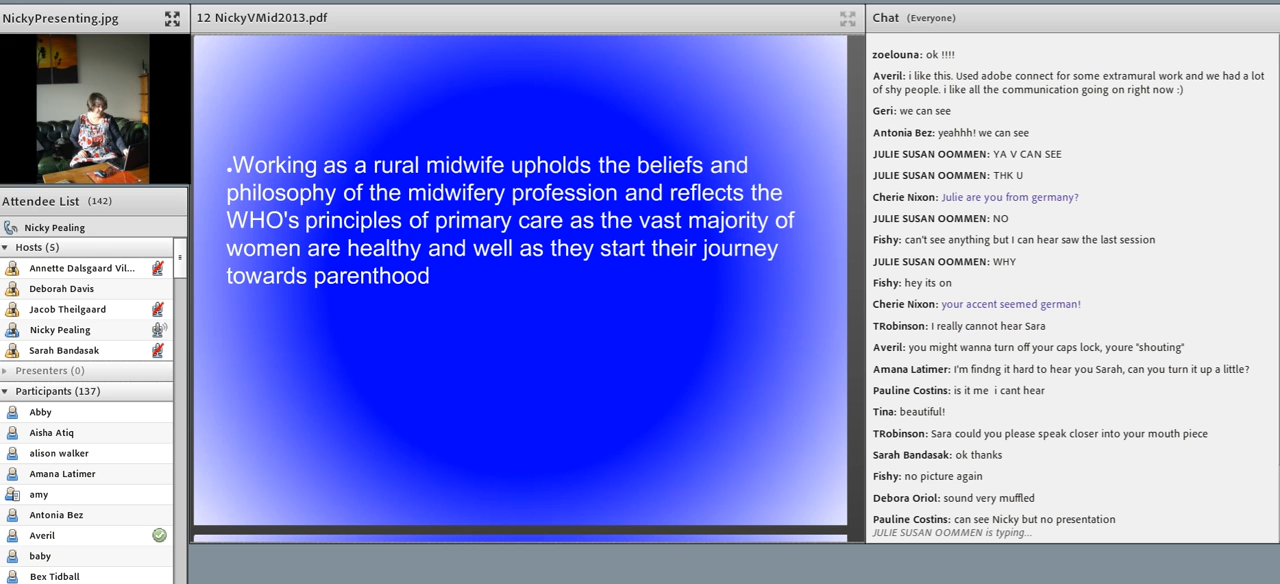 NickyPresenting.jpg
Attendee List (142)
Nicky Pealing
Hosts (5)
Annette Dalsgaard Vil...
Deborah Davis
Jacob Theilgaard
Nicky Pealing
Sarah Bandasak
Presenters (0)
Participants (137)
Abby
Aisha Atiq
alison walker
Amana Latimer
amy
Antonia Bez
Averil
baby
Bex Tidball
12 NickyVMid2013.pdf
.Working as a rural midwife upholds the beliefs and
philosophy of the midwifery profession and reflects the
WHO's principles of primary care as the vast majority of
women are healthy and well as they start their journey
towards parenthood
Chat (Everyone)
zoelouna: ok !!!!
Averil: i like this. Used adobe connect for some extramural work and we had a lot
of shy people. i like all the communication going on right now :)
Geri: we can see
Antonia Bez: yeahhh! we can see
JULIE SUSAN OOMMEN: YA V CAN SEE
JULIE SUSAN OOMMEN: THK U
Cherie Nixon: Julie are you from germany?
JULIE SUSAN OOMMEN: NO
Fishy: can't see anything but I can hear saw the last session
JULIE SUSAN OOMMEN: WHY
Fishy: hey its on
Cherie Nixon: your accent seemed german!
TRobinson: I really cannot hear Sara
Averil: you might wanna turn off your caps lock, youre "shouting"
Amana Latimer: I'm findng it hard to hear you Sarah, can you turn it up a little?
Pauline Costins: is it me i cant hear
Tina: beautiful!
TRobinson: Sara could you please speak closer into your mouth piece
Sarah Bandasak: ok thanks
Fishy: no picture again
Debora Oriol: sound very muffled
Pauline Costins: can see Nicky but no presentation
JULIE SUSAN OOMMEN is typing...